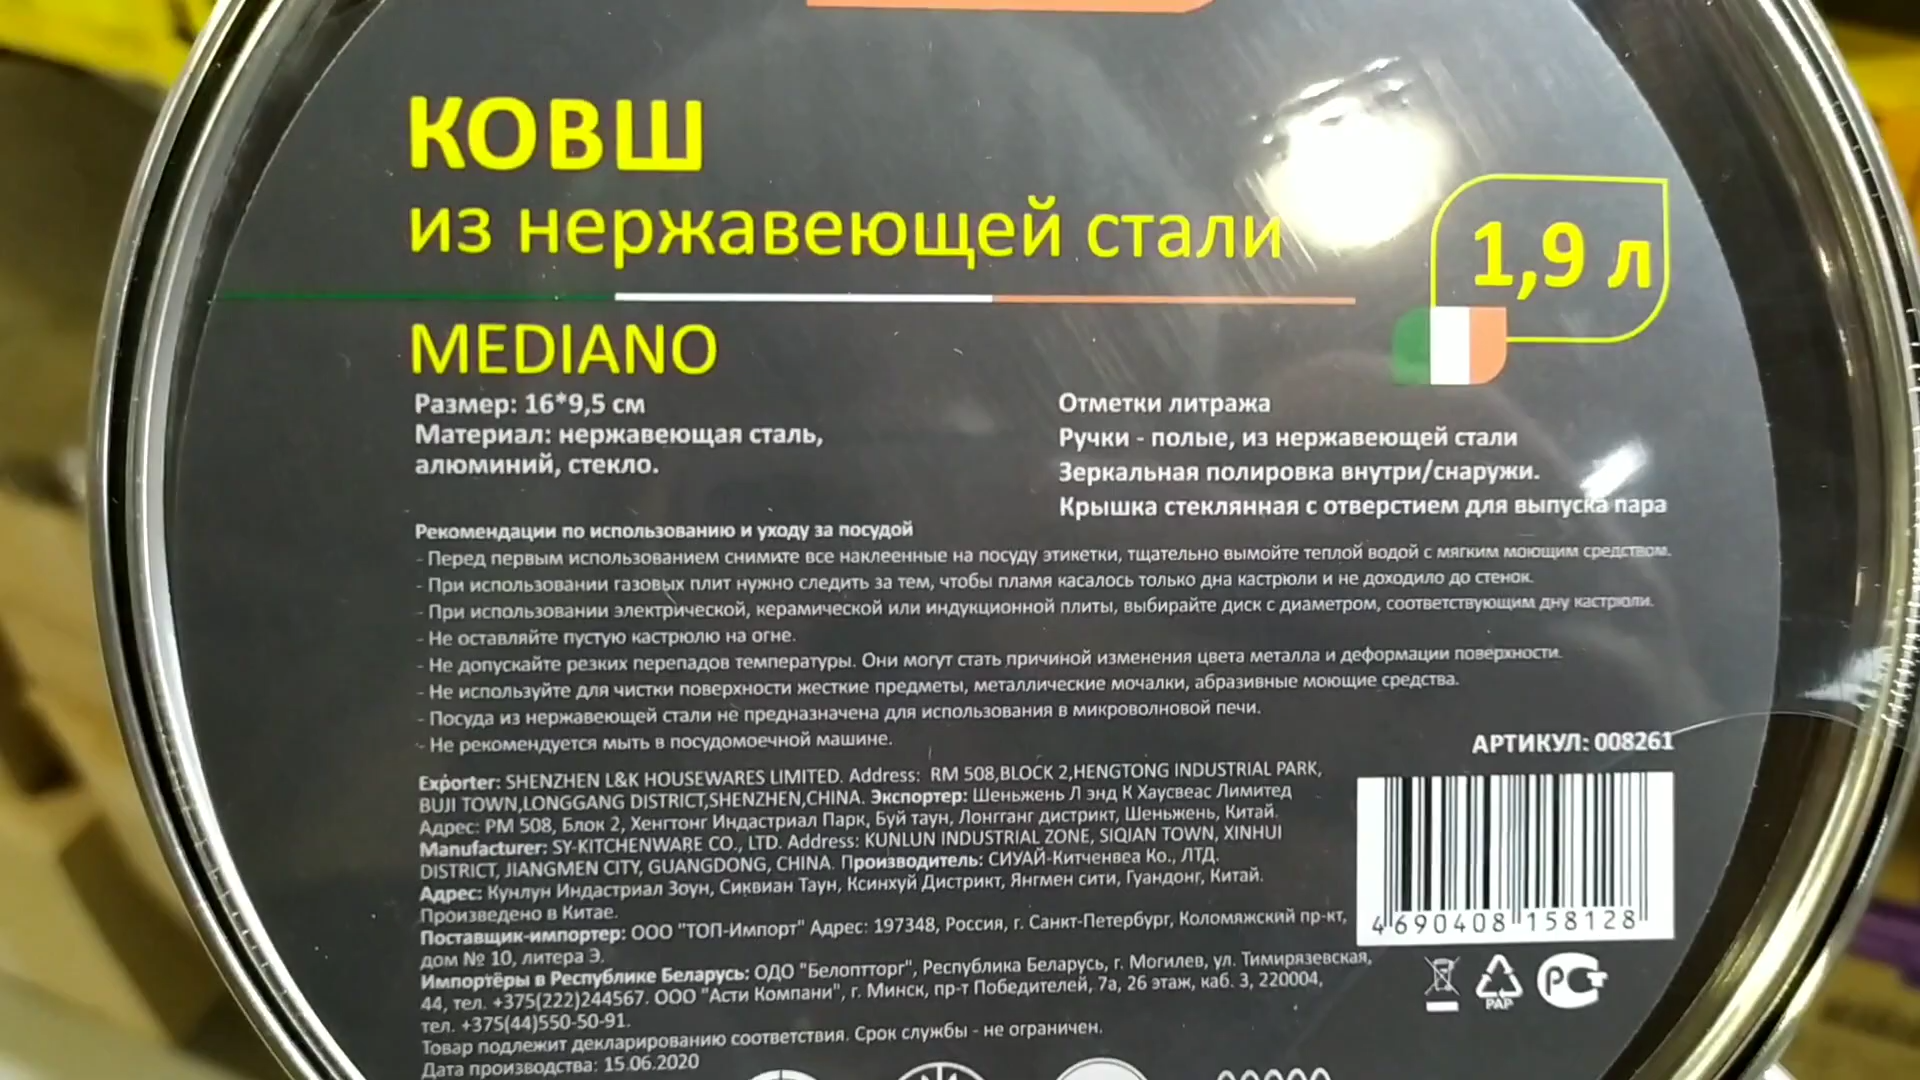 КОВШ
из нержавеющей стали
1,9 л
MEDIANO
Размер: 16*9,5 см
Материал: нержавеющая сталь,
алюминий, стекло.
Отметки литража
Ручки - полые, из нержавеющей стали
Зеркальная полировка внутри/снаружи.
Крышка стеклянная с отверстием для выпуска пара
Рекомендации по использованию и уходу за посудой
- Перед первым использованием снимите все наклеенные на посуду этикетки, тщательно вымойте теплой водой с мягким моющим средством.
- При использовании газовых плит нужно следить за тем, чтобы пламя касалось только дна кастрюли и не доходило до стенок.
- При использовании электрической, керамической или индукционной плиты, выбирайте диск с диаметром, соответствующим дну кастрюли.
- Не оставляйте пустую кастрюлю на огне.
- Не допускайте резких перепадов температуры. Они могут стать причиной изменения цвета металла и деформации поверхности.
- Не используйте для чистки поверхности жесткие предметы, металлические мочалки, абразивные моющие средства.
- Посуда из нержавеющей стали не предназначена для использования в микроволновой печи.
- Не рекомендуется мыть в посудомоечной машине.
АРТИКУЛ: 008261
Exporter: SHENZHEN L&K HOUSEWARES LIMITED. Address: RM 508,BLOCK 2,HENGTONG INDUSTRIAL PARK,
BUJI TOWN,LONGGANG DISTRICT,SHENZHEN,CHINA. Экспортер: Шеньжень Л энд К Хаусвеас Лимитед
Адрес: РМ 508, Блок 2, Хенгтонг Индастриал Парк, Буй таун, Лонгганг дистрикт, Шеньжень, Китай.
Manufacturer: SY-KITCHENWARE CO., LTD. Address: KUNLUN INDUSTRIAL ZONE, SIQIAN TOWN, XINHUI
DISTRICT, JIANGMEN CITY, GUANGDONG, CHINA. Производитель: СИУАЙ-Китченвеа Ко., ЛТД.
Адрес: Кунлун Индастриал Зоун, Сиквиан Таун, Ксинхуй Дистрикт, Янгмен сити, Гуандонг, Китай.
Произведено в Китае.
Поставщик-импортер: ООО "ТОП-Импорт" Адрес: 197348, Россия, г. Санкт-Петербург, Коломяжский пр-кт,
дом № 10, литера Э.
Импортёры в Республике Беларусь: ОДО "Белоптторг", Республика Беларусь, г. Могилев, ул. Тимирязевская,
44, тел. +375(222)244567. ООО "Асти Компани", г. Минск, пр-т Победителей, 7а, 26 этаж, каб. 3, 220004,
тел. +375(44)550-50-91.
Товар подлежит декларированию соответствия. Срок службы - не ограничен.
Дата производства: 15.06.2020
4 690408 158128
PAP
РСТ